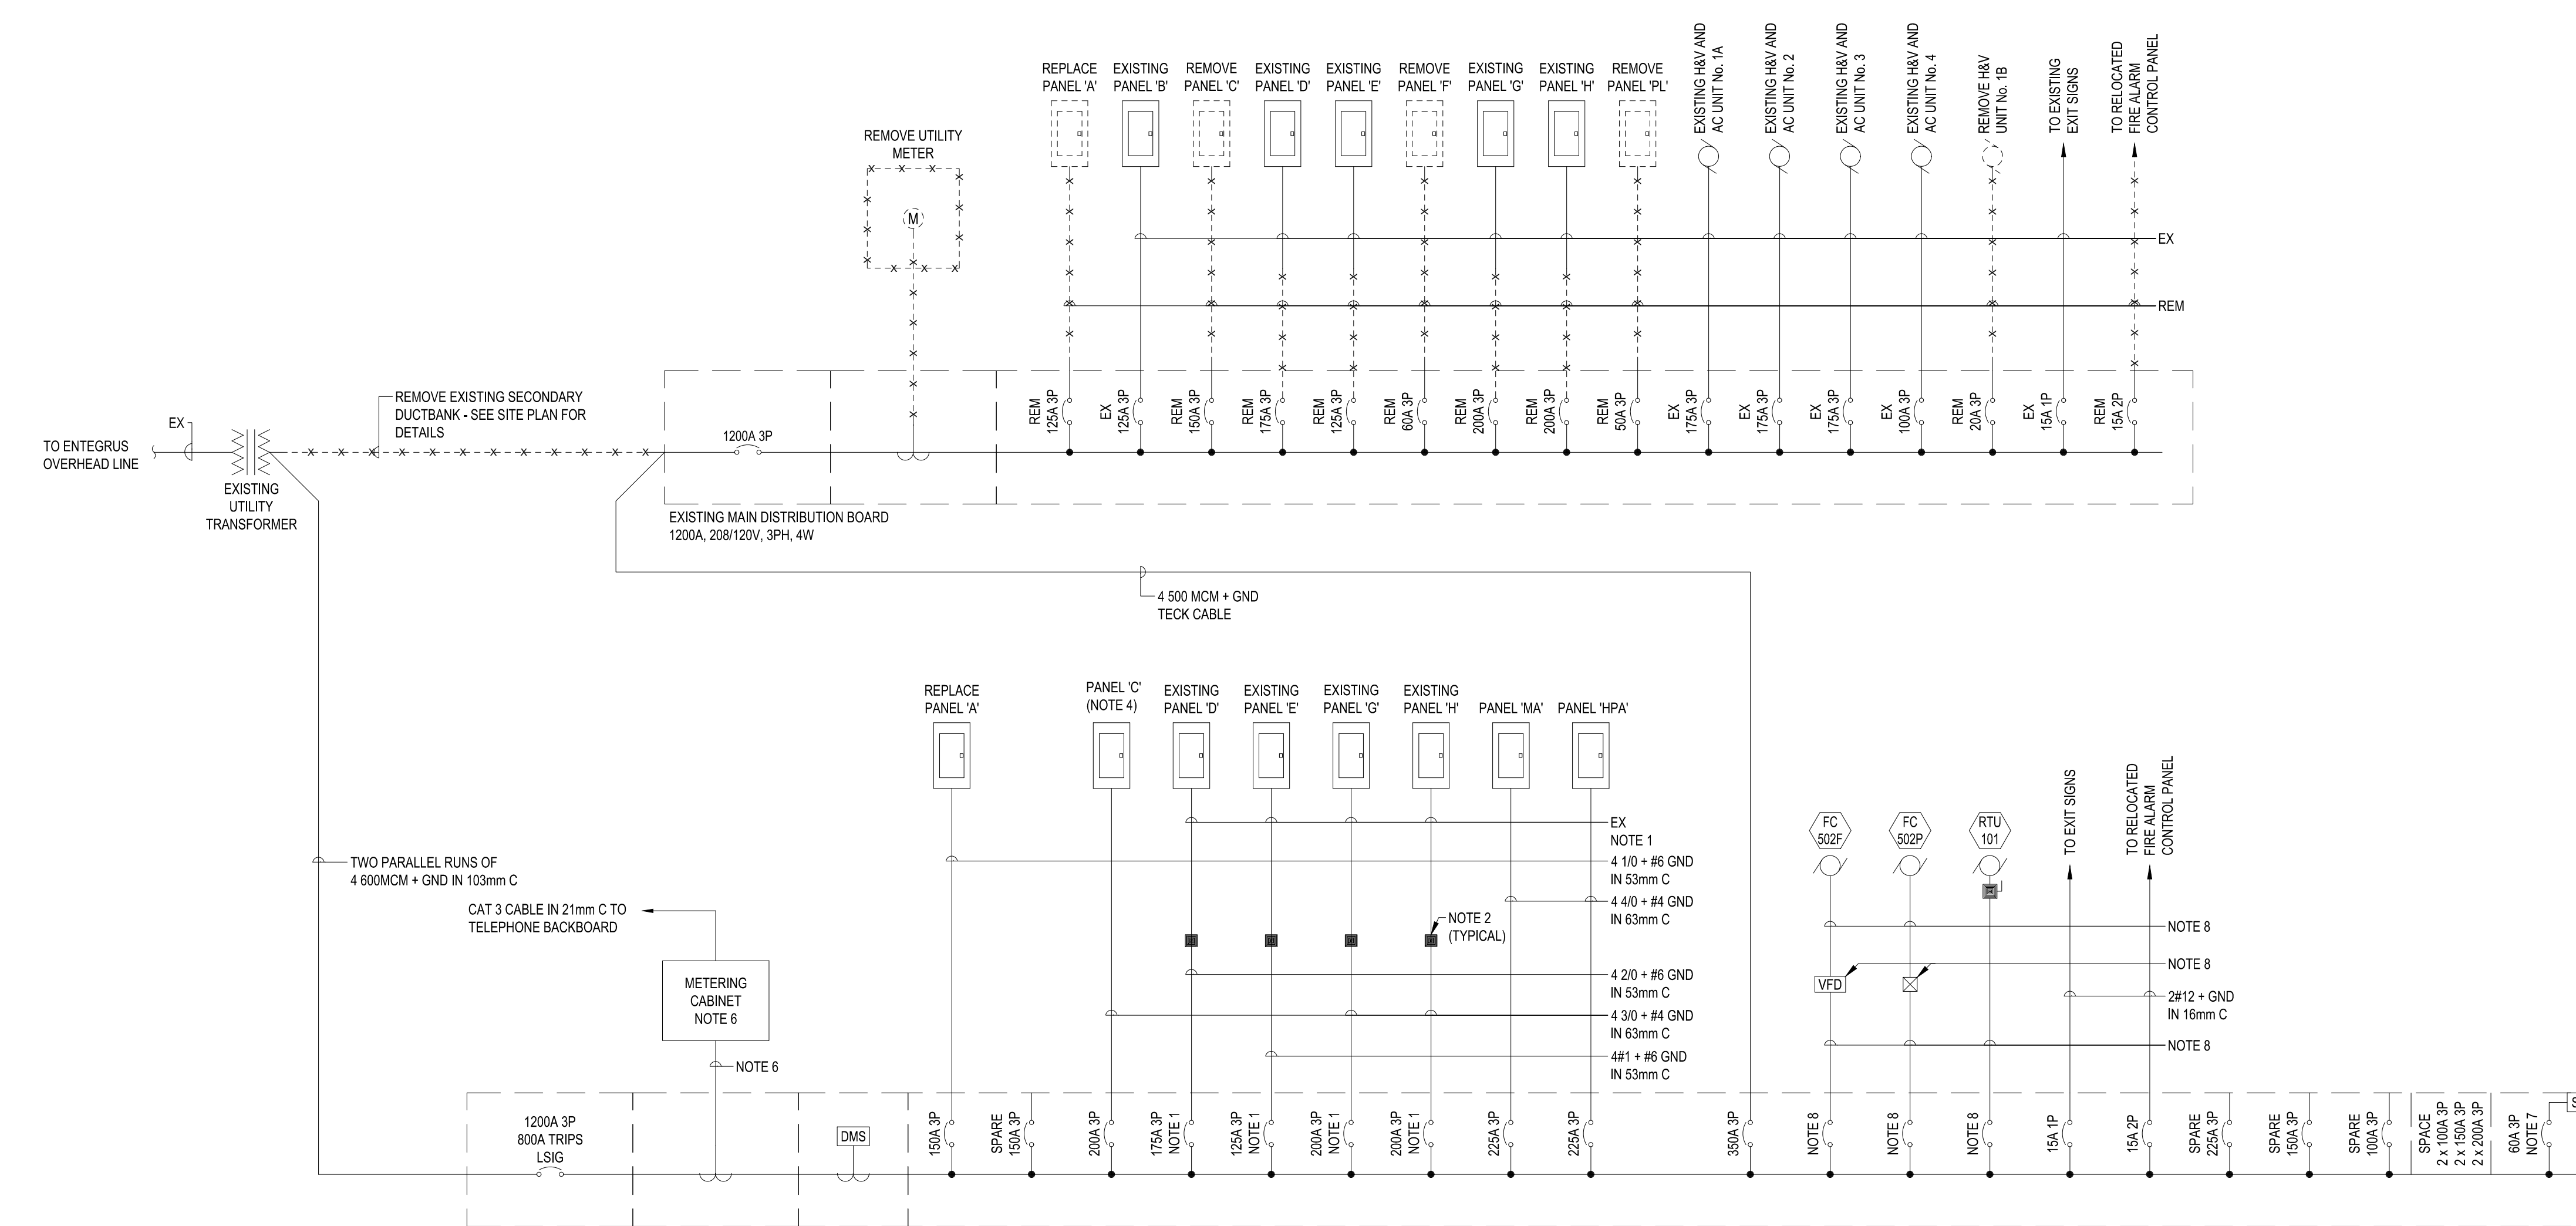 REPLACE
PANEL 'A'
EXISTING
PANEL 'B'
REMOVE
PANEL 'C'
EXISTING
PANEL 'D'
EXISTING
PANEL 'E'
REMOVE
PANEL 'F'
EXISTING
PANEL 'G'
EXISTING
PANEL 'H'
REMOVE
PANEL 'PL'
EXISTING H&V AND
AC UNIT No. 1A
EXISTING H&V AND
AC UNIT No. 2
EXISTING H&V AND
AC UNIT No. 3
EXISTING H&V AND
AC UNIT No. 4
REMOVE H&V
UNIT No. 1B
TO EXISTING
EXIT SIGNS
TO RELOCATED
FIRE ALARM
CONTROL PANEL
REMOVE UTILITY
METER
M
EX
REM
REM
125A 3P
EX
125A 3P
REM
150A 3P
REM
175A 3P
REM
125A 3P
REM
60A 3P
REM
200A 3P
REM
200A 3P
REM
50A 3P
EX
175A 3P
EX
175A 3P
EX
175A 3P
EX
100A 3P
REM
20A 3P
EX
15A 1P
REM
15A 2P
REMOVE EXISTING SECONDARY
DUCTBANK - SEE SITE PLAN FOR
DETAILS
EX
TO ENTEGRUS
OVERHEAD LINE
EXISTING
UTILITY
TRANSFORMER
1200A 3P
EXISTING MAIN DISTRIBUTION BOARD
1200A, 208/120V, 3PH, 4W
4 500 MCM + GND
TECK CABLE
REPLACE
PANEL 'A'
PANEL 'C'
(NOTE 4)
EXISTING
PANEL 'D'
EXISTING
PANEL 'E'
EXISTING
PANEL 'G'
EXISTING
PANEL 'H'
PANEL 'MA'
PANEL 'HPA'
EX
NOTE 1
4 1/0 + #6 GND
IN 53mm C
4 4/0 + #4 GND
IN 63mm C
NOTE 2
(TYPICAL)
4 2/0 + #6 GND
IN 53mm C
4 3/0 + #4 GND
IN 63mm C
4#1 + #6 GND
IN 53mm C
FC
502F
FC
502P
RTU
101
TO EXIT SIGNS
TO RELOCATED
FIRE ALARM
CONTROL PANEL
NOTE 8
NOTE 8
VFD
2#12 + GND
IN 16mm C
NOTE 8
TWO PARALLEL RUNS OF
4 600MCM + GND IN 103mm C
CAT 3 CABLE IN 21mm C TO
TELEPHONE BACKBOARD
METERING
CABINET
NOTE 6
NOTE 6
1200A 3P
800A TRIPS
LSIG
DMS
150A 3P
SPARE
150A 3P
200A 3P
175A 3P
NOTE 1
125A 3P
NOTE 1
200A 3P
NOTE 1
200A 3P
NOTE 1
225A 3P
225A 3P
350A 3P
NOTE 8
NOTE 8
NOTE 8
15A 1P
15A 2P
SPARE
225A 3P
SPARE
150A 3P
SPARE
100A 3P
SPACE
2 x 100A 3P
2 x 150A 3P
2 x 200A 3P
60A 3P
NOTE 7